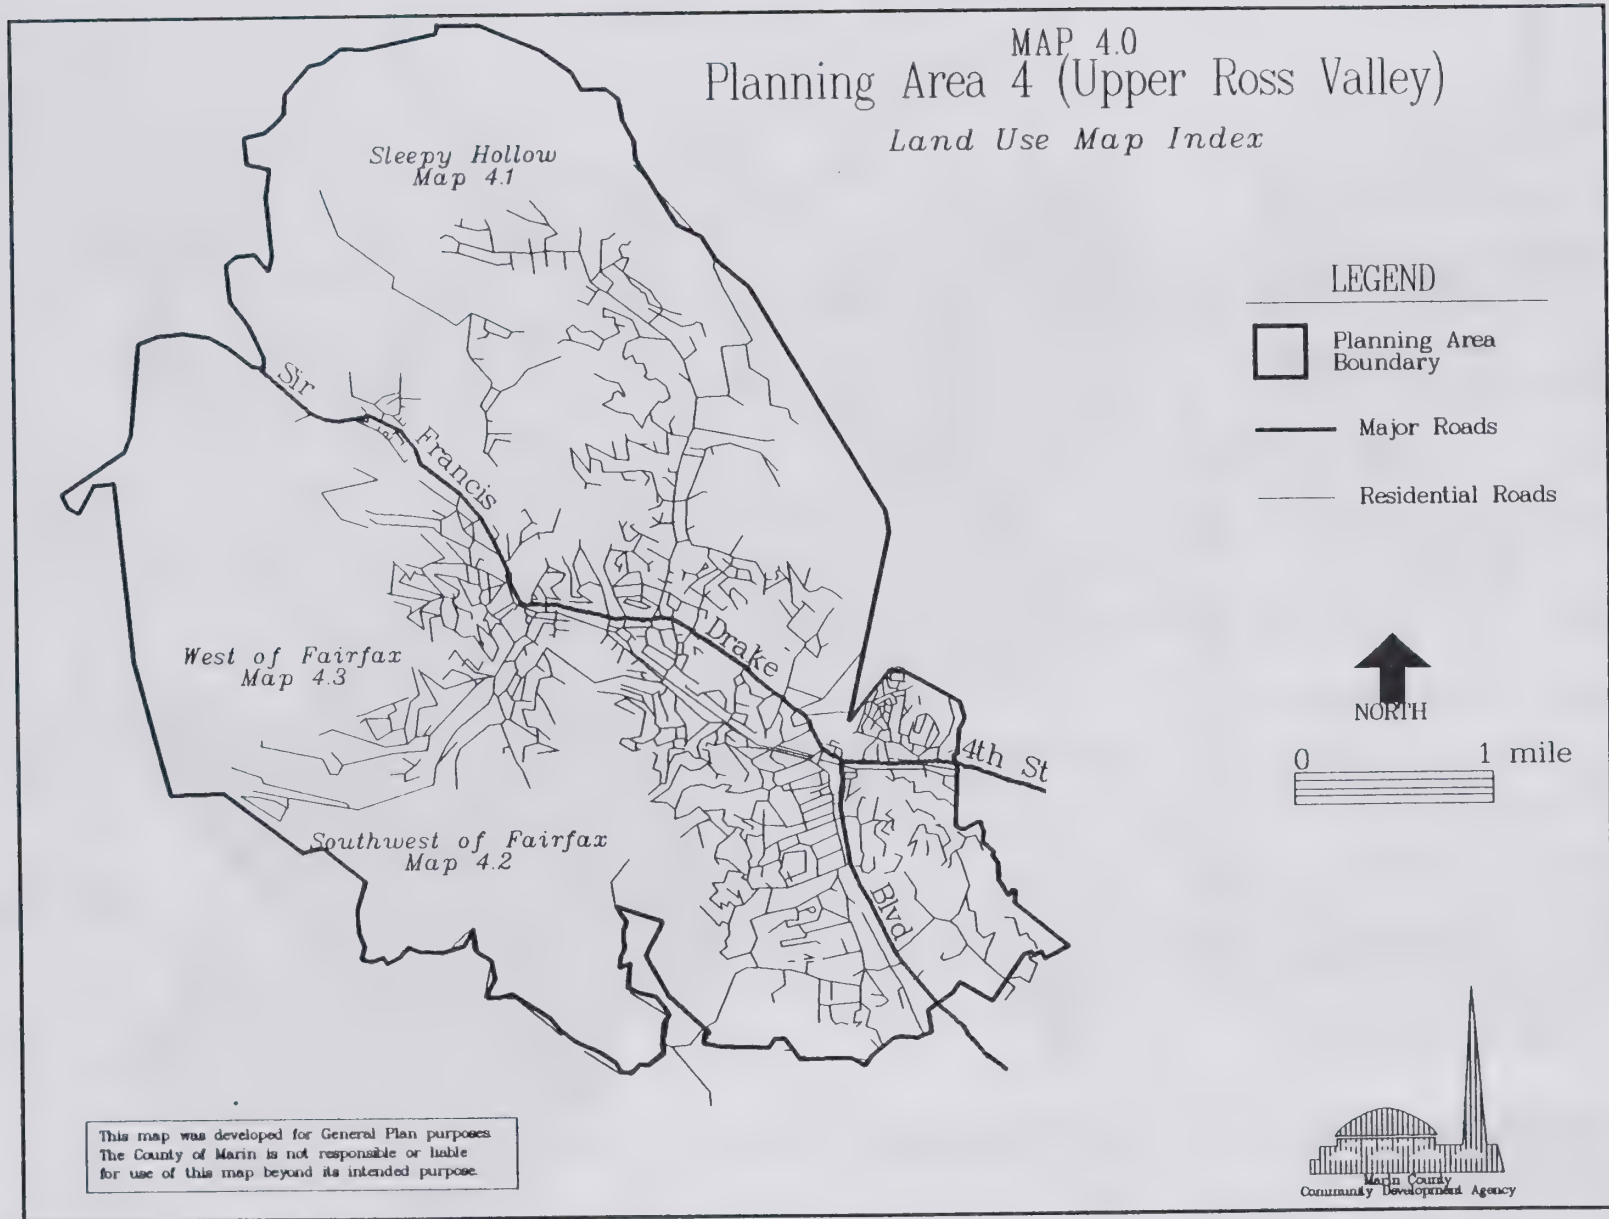 MAP 4.0
Planning Area 4 (Upper Ross Valley)
Land Use Map Index
Sleepy Hollow
Map 4.1
LEGEND
Planning Area
Boundary
Major Roads
Residential Roads
Sir
Francis
Drake
Blvd
4th St
West of Fairfax
Map 4.3
Southwest of Fairfax
Map 4.2
NORTH
0 1 mile
This map was developed for General Plan purposes
The County of Marin is not responsible or liable
for use of this map beyond its intended purpose.
Marin County
Community Development Agency